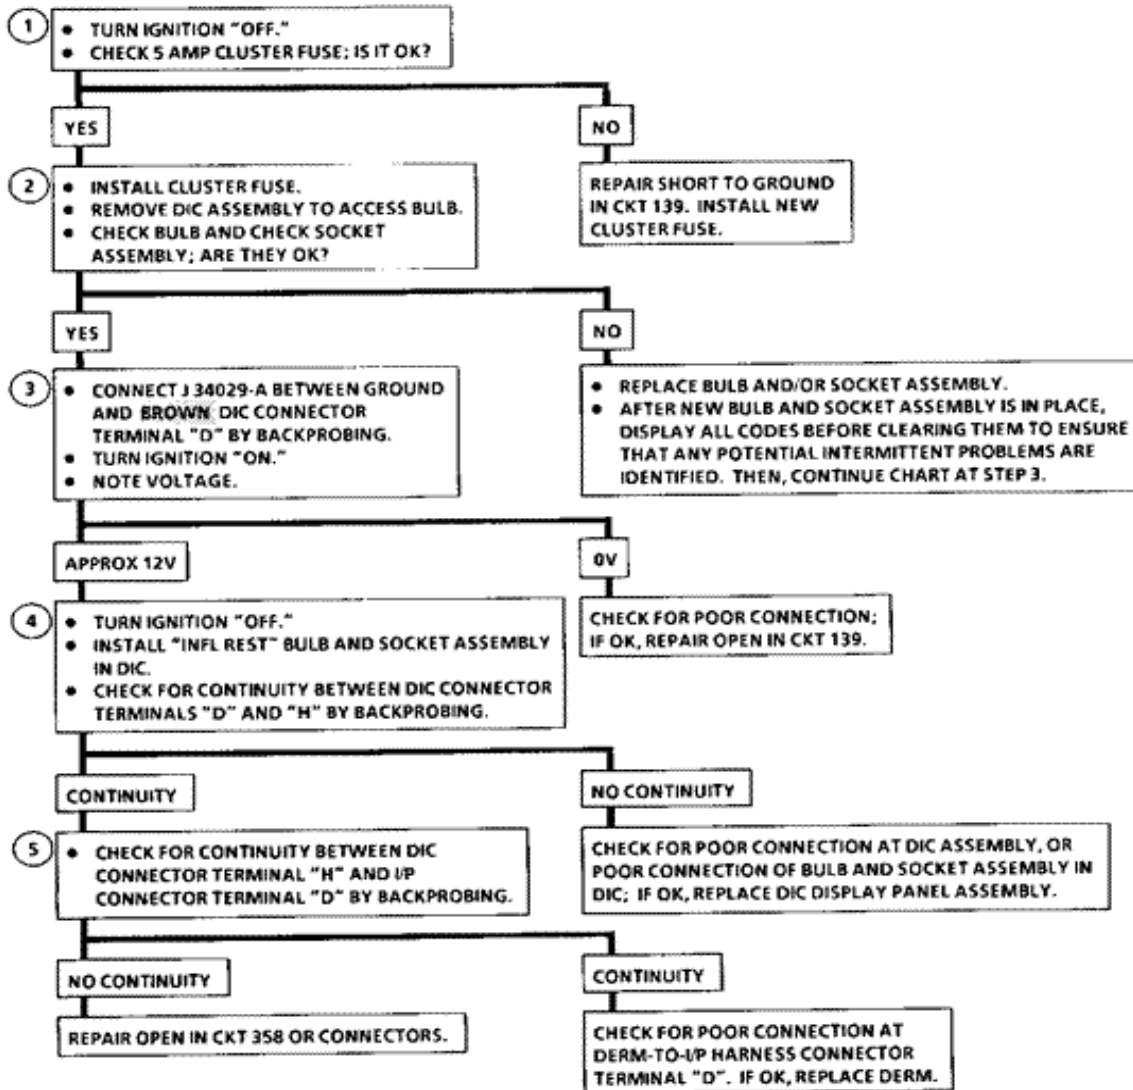 1
• TURN IGNITION "OFF."
• CHECK 5 AMP CLUSTER FUSE; IS IT OK?
YES
NO
2
• INSTALL CLUSTER FUSE.
• REMOVE DIC ASSEMBLY TO ACCESS BULB.
• CHECK BULB AND CHECK SOCKET
ASSEMBLY; ARE THEY OK?
REPAIR SHORT TO GROUND
IN CKT 139. INSTALL NEW
CLUSTER FUSE.
YES
NO
3
• CONNECT J 34029-A BETWEEN GROUND
AND BROWN DIC CONNECTOR
TERMINAL "D" BY BACKPROBING.
• TURN IGNITION "ON."
• NOTE VOLTAGE.
• REPLACE BULB AND/OR SOCKET ASSEMBLY.
• AFTER NEW BULB AND SOCKET ASSEMBLY IS IN PLACE,
DISPLAY ALL CODES BEFORE CLEARING THEM TO ENSURE
THAT ANY POTENTIAL INTERMITTENT PROBLEMS ARE
IDENTIFIED. THEN, CONTINUE CHART AT STEP 3.
APPROX 12V
0V
4
• TURN IGNITION "OFF."
• INSTALL "INFL REST" BULB AND SOCKET ASSEMBLY
IN DIC.
• CHECK FOR CONTINUITY BETWEEN DIC CONNECTOR
TERMINALS "D" AND "H" BY BACKPROBING.
CHECK FOR POOR CONNECTION;
IF OK, REPAIR OPEN IN CKT 139.
CONTINUITY
NO CONTINUITY
5
• CHECK FOR CONTINUITY BETWEEN DIC
CONNECTOR TERMINAL "H" AND I/P
CONNECTOR TERMINAL "D" BY BACKPROBING.
CHECK FOR POOR CONNECTION AT DIC ASSEMBLY, OR
POOR CONNECTION OF BULB AND SOCKET ASSEMBLY IN
DIC; IF OK, REPLACE DIC DISPLAY PANEL ASSEMBLY.
NO CONTINUITY
CONTINUITY
REPAIR OPEN IN CKT 358 OR CONNECTORS.
CHECK FOR POOR CONNECTION AT
DERM-TO-I/P HARNESS CONNECTOR
TERMINAL "D". IF OK, REPLACE DERM.